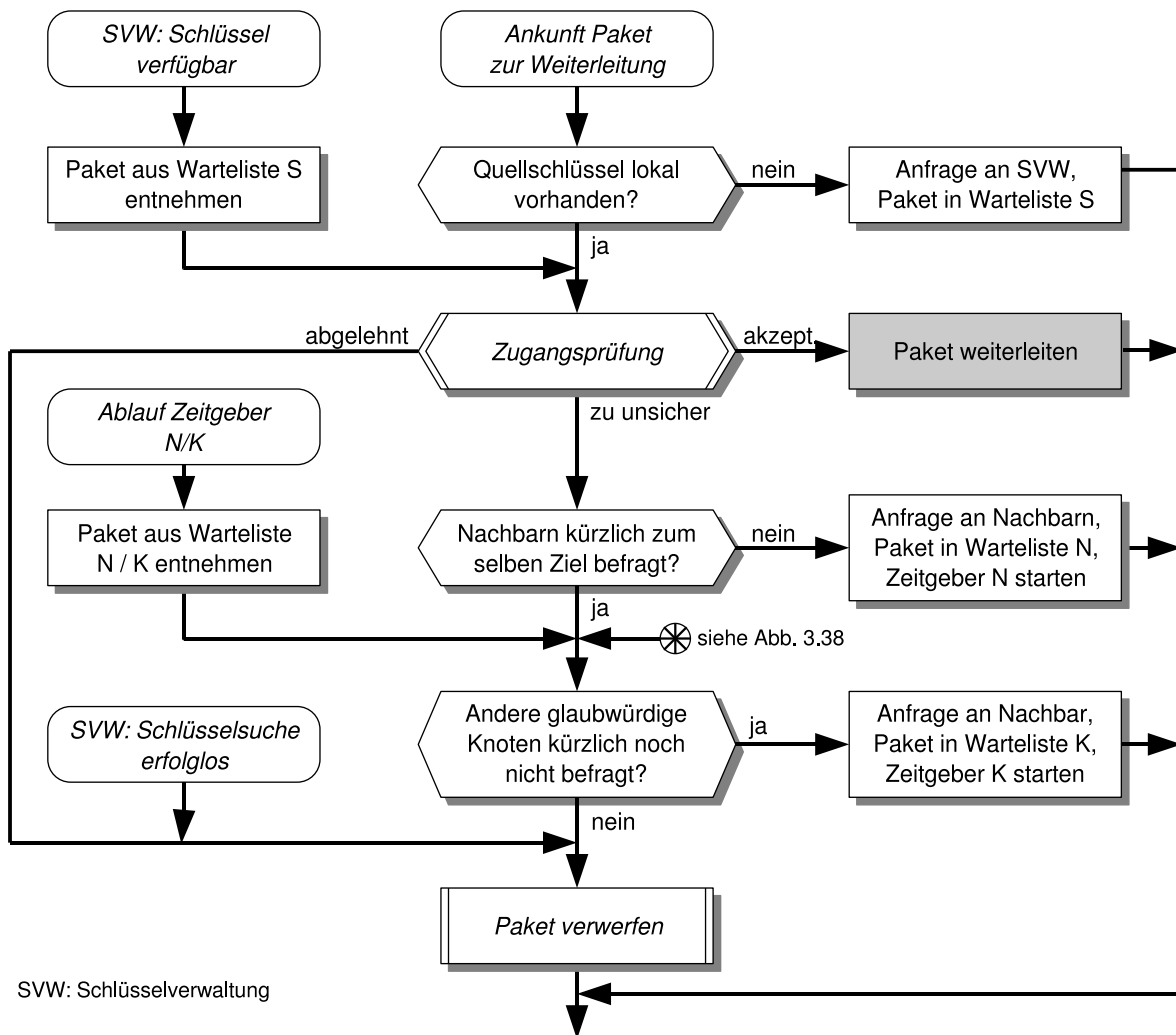 SVW: Schlüssel
verfügbar
Ankunft Paket
zur Weiterleitung
Paket aus Warteliste S
entnehmen
Quellschlüssel lokal
vorhanden?
nein
Anfrage an SVW,
Paket in Warteliste S
ja
abgelehnt
Zugangsprüfung
akzept.
Paket weiterleiten
zu unsicher
Ablauf Zeitgeber
N/K
Paket aus Warteliste
N / K entnehmen
Nachbarn kürzlich zum
selben Ziel befragt?
nein
Anfrage an Nachbarn,
Paket in Warteliste N,
Zeitgeber N starten
ja
siehe Abb. 3.38
SVW: Schlüsselsuche
erfolglos
Andere glaubwürdige
Knoten kürzlich noch
nicht befragt?
ja
Anfrage an Nachbar,
Paket in Warteliste K,
Zeitgeber K starten
nein
Paket verwerfen
SVW: Schlüsselverwaltung